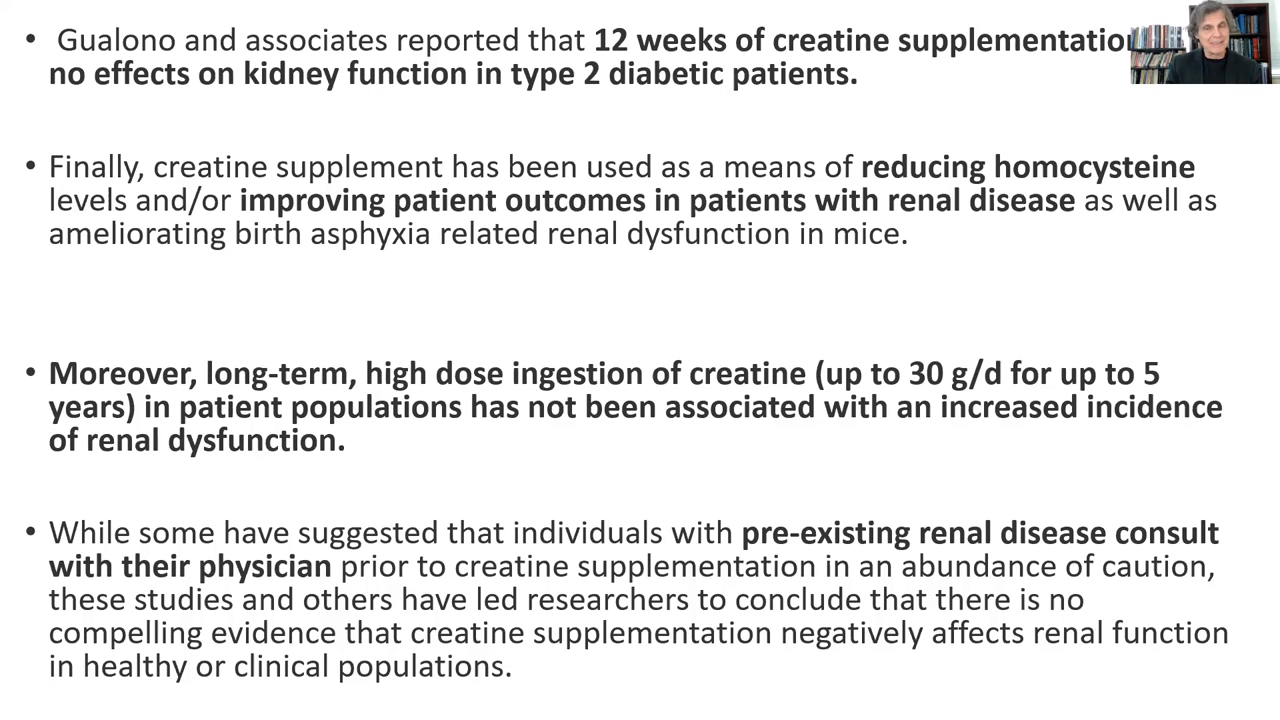 • Gualono and associates reported that 12 weeks of creatine
no effects on kidney function in type 2 diabetic patients.
• Finally, creatine supplement has been used as a means of reducing homocysteine
levels and/or improving patient outcomes in patients with renal disease as well as
ameliorating birth asphyxia related renal dysfunction in mice.
• Moreover, long-term, high dose ingestion of creatine (up to 30 g/d for up to 5
years) in patient populations has not been associated with an increased incidence
of renal dysfunction.
• While some have suggested that individuals with pre-existing renal disease consult
with their physician prior to creatine supplementation in an abundance of caution,
these studies and others have led researchers to conclude that there is no
compelling evidence that creatine supplementation negatively affects renal function
in healthy or clinical populations.